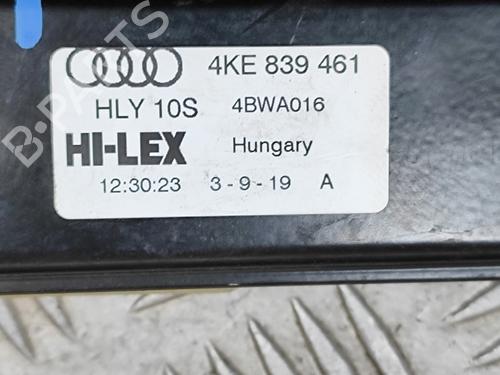 4KE 839 461
HLY 10S 4BWA016
HI-LEX Hungary
12:30:23 3 - 9 - 19 A
B-PARTS